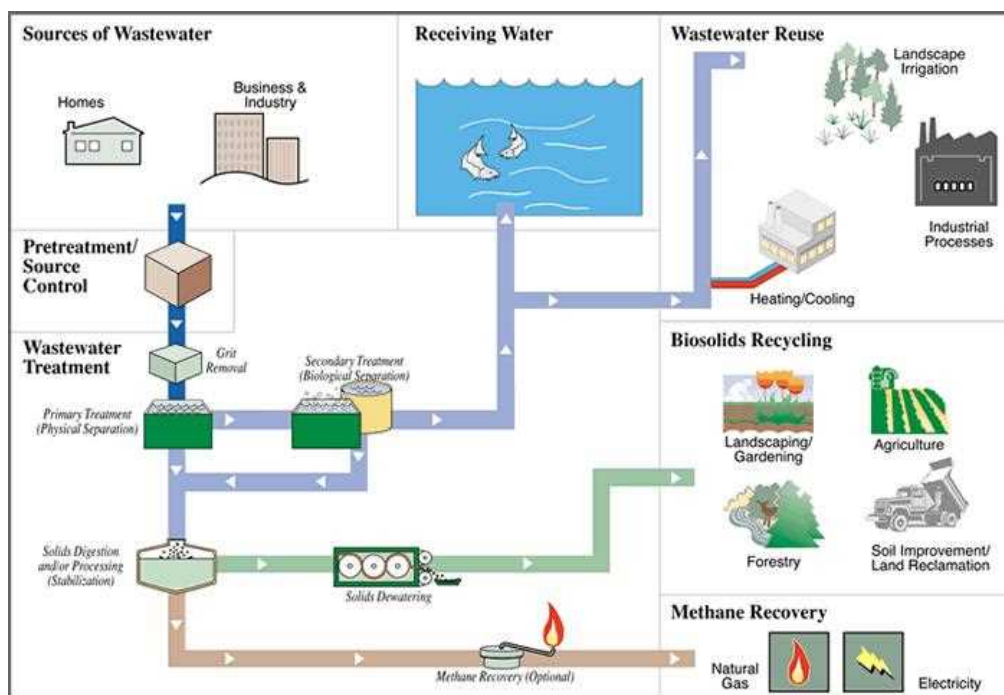 Sources of Wastewater
Homes
Business &
Industry
Receiving Water
Wastewater Reuse
Landscape
Irrigation
Industrial
Processes
Heating/Cooling
Pretreatment/
Source
Control
Wastewater
Treatment
Grit
Removal
Primary Treatment
(Physical Separation)
Secondary Treatment
(Biological Separation)
Solids Digestion
and/or Processing
(Stabilization)
Solids Dewatering
Methane Recovery (Optional)
Biosolids Recycling
Landscaping/
Gardening
Agriculture
Forestry
Soil Improvement/
Land Reclamation
Methane Recovery
Natural
Gas
Electricity